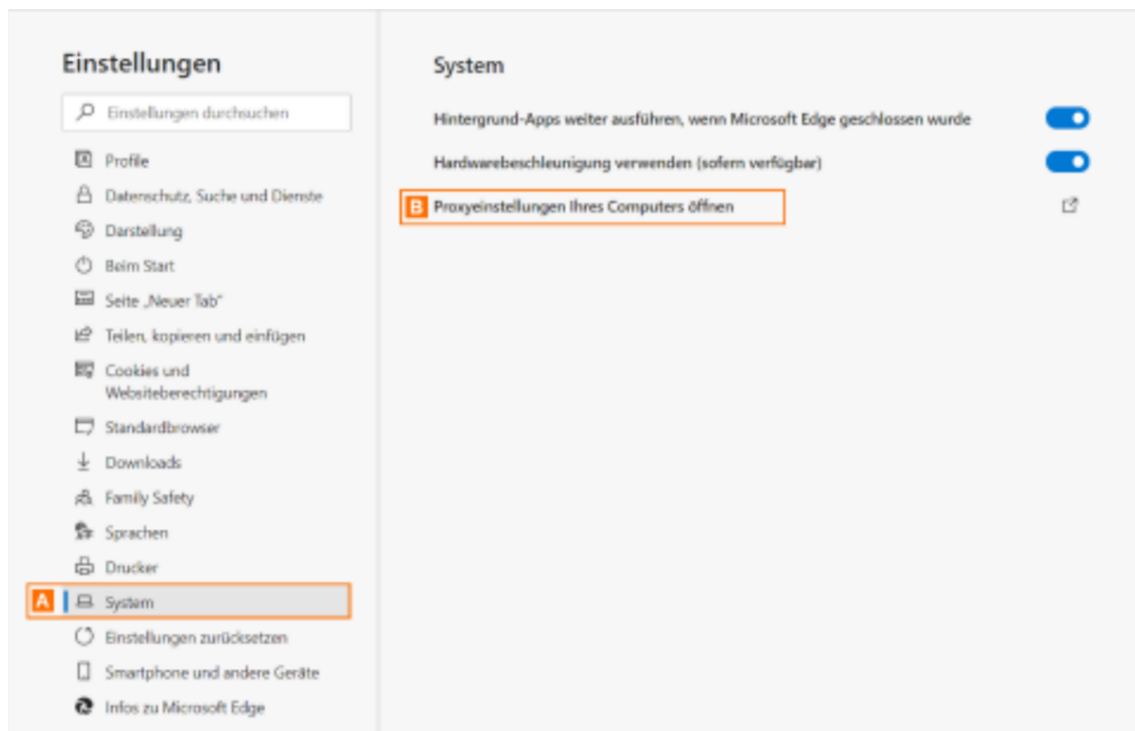 Einstellungen
Einstellungen durchsuchen
Profile
Datenschutz, Suche und Dienste
Darstellung
Beim Start
Seite „Neuer Tab"
Teilen, kopieren und einfügen
Cookies und
Websiteberechtigungen
Standardbrowser
Downloads
Family Safety
Sprachen
Drucker
A System
Einstellungen zurücksetzen
Smartphone und andere Geräte
Infos zu Microsoft Edge
System
Hintergrund-Apps weiter ausführen, wenn Microsoft Edge geschlossen wurde
Hardwarebeschleunigung verwenden (sofern verfügbar)
B Proxyeinstellungen Ihres Computers öffnen